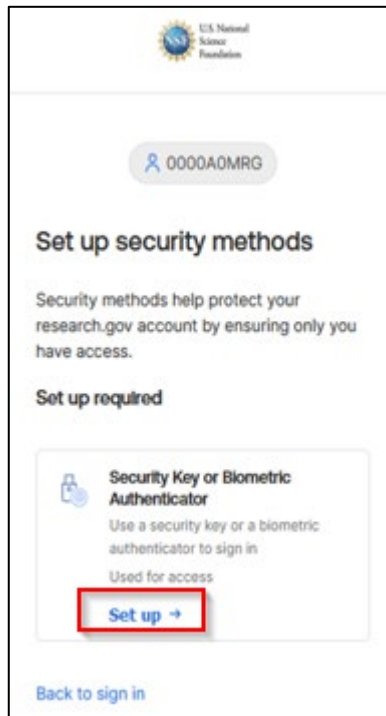 U.S. National
Science
Foundation
0000A0MRG
Set up security methods
Security methods help protect your
research.gov account by ensuring only you
have access.
Set up required
Security Key or Biometric
Authenticator
Use a security key or a biometric
authenticator to sign in
Used for access
Set up →
Back to sign in